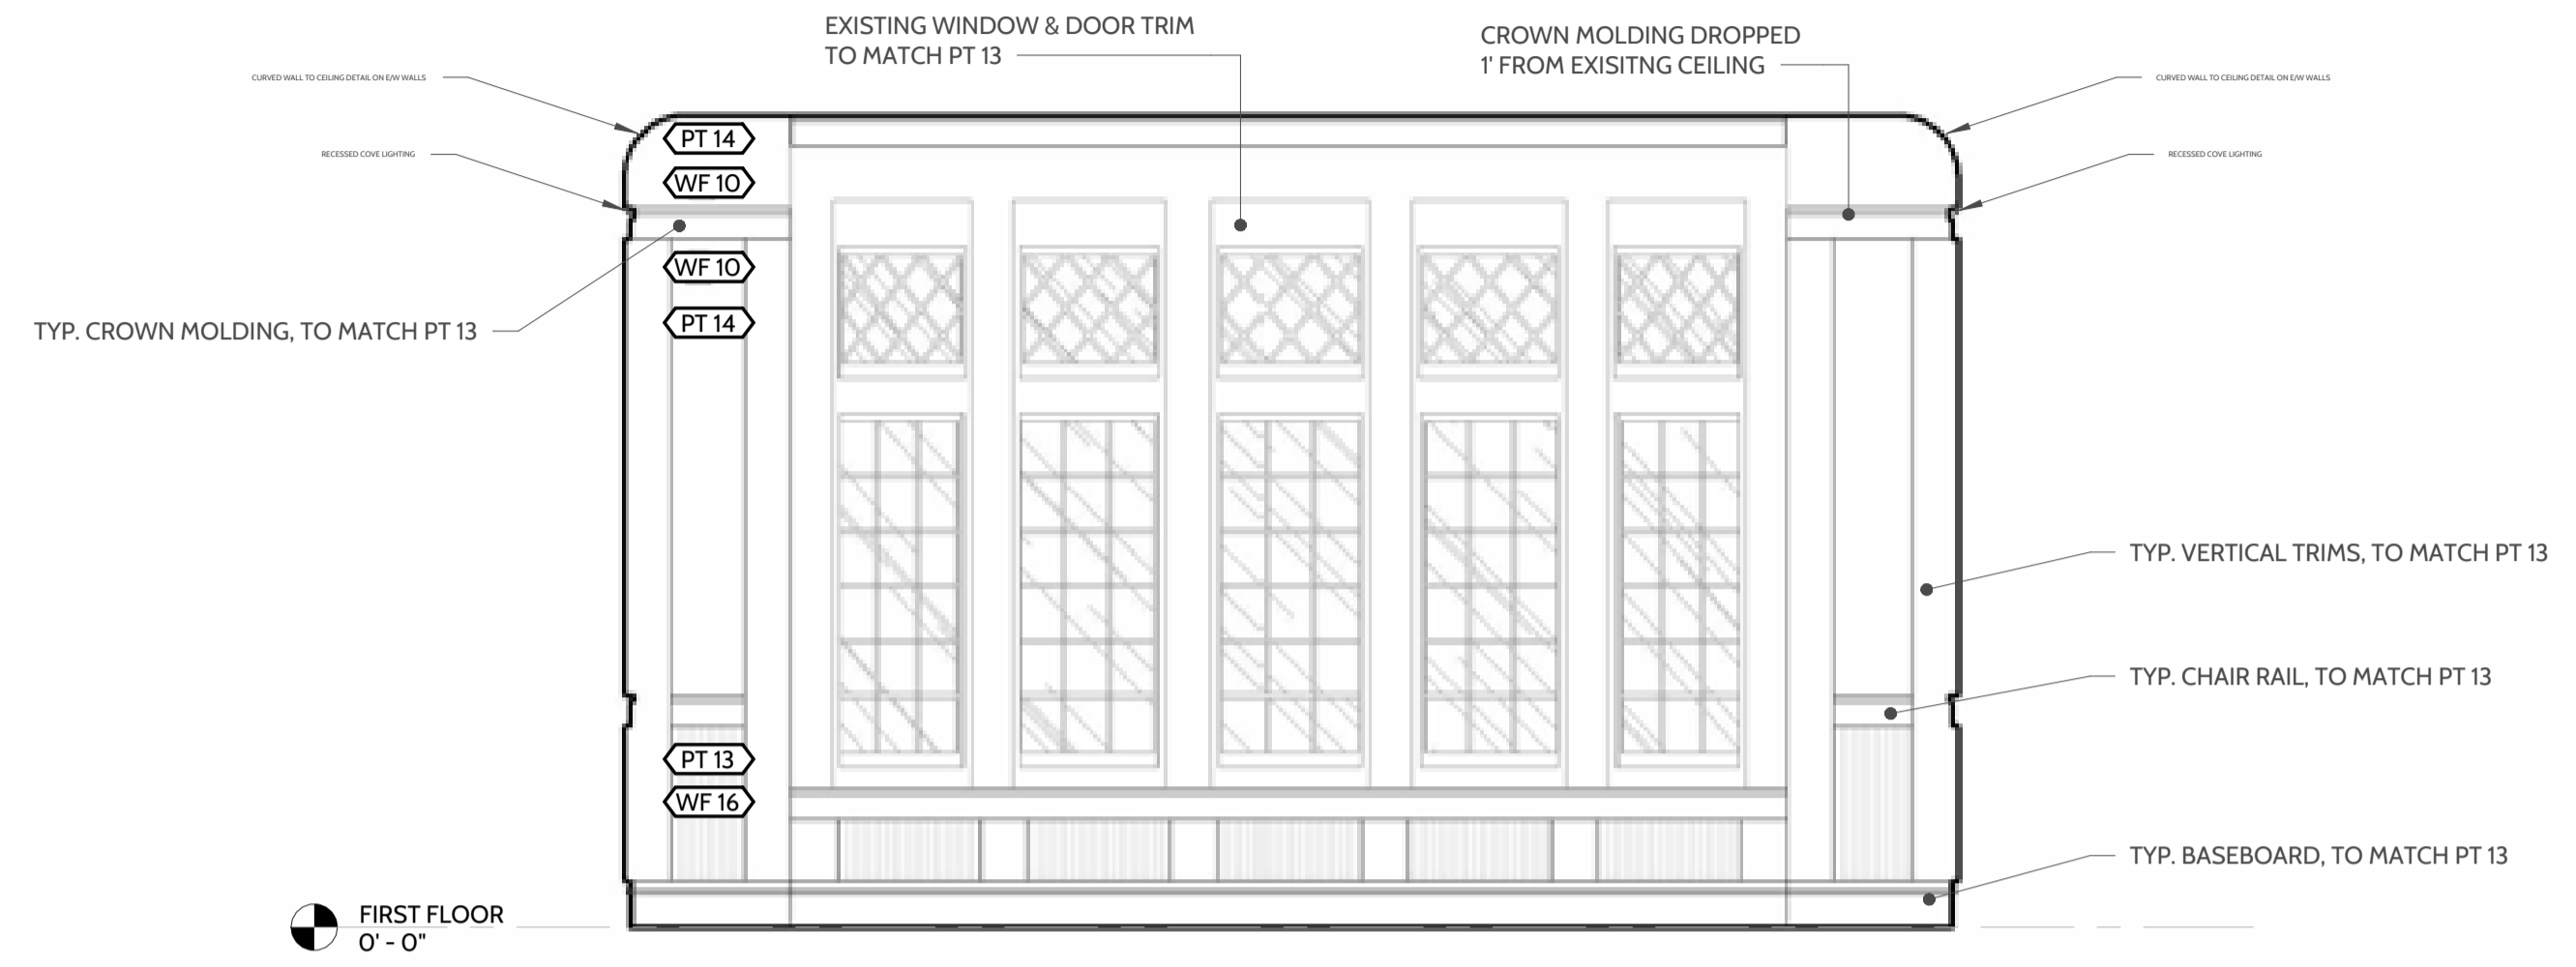 EXISTING WINDOW & DOOR TRIM
TO MATCH PT 13
CROWN MOLDING DROPPED
1' FROM EXISITNG CEILING
CURVED WALL TO CEILING DETAIL ON E/W WALLS
CURVED WALL TO CEILING DETAIL ON E/W WALLS
PT 14
RECESSED COVE LIGHTING
RECESSED COVE LIGHTING
WF 10
WF 10
PT 14
TYP. CROWN MOLDING, TO MATCH PT 13
TYP. VERTICAL TRIMS, TO MATCH PT 13
TYP. CHAIR RAIL, TO MATCH PT 13
PT 13
WF 16
TYP. BASEBOARD, TO MATCH PT 13
FIRST FLOOR
0' - 0"